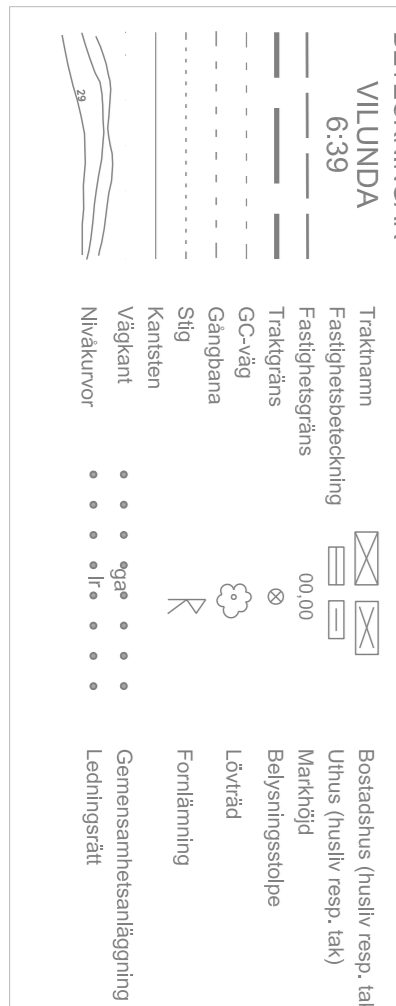 VILUNDA
6:39
29
Traktnamn
Fastighetsbeteckning
Fastighetsgräns
Traktgräns
GC-väg
Gångbana
Stig
Kantsten
Vägkant
Nivåkurvor
00,00
R
ga
lr
Bostadshus (husliv resp. tak
Uthus (husliv resp. tak)
Markhöjd
Belysningsstolpe
Lövträd
Fornlämning
Gemensamhetsanläggning
Ledningsrätt